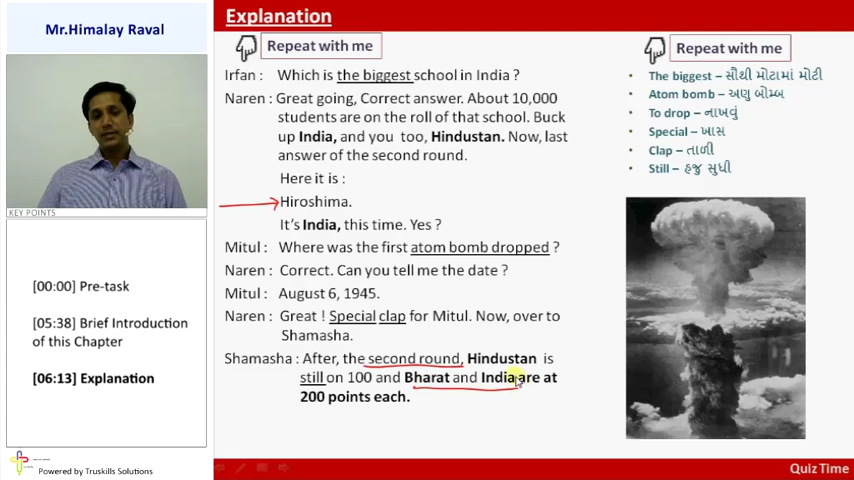 Mr.Himalay Raval
KEY POINTS
[00:00] Pre-task
[05:38] Brief Introduction
of this Chapter
[06:13] Explanation
Powered by Truskills Solutions
Explanation
Repeat with me
Irfan : Which is the biggest school in India ?
Naren : Great going, Correct answer. About 10,000
students are on the roll of that school. Buck
up India, and you too, Hindustan. Now, last
answer of the second round.
Here it is :
Hiroshima.
It's India, this time. Yes ?
Mitul : Where was the first atom bomb dropped ?
Naren : Correct. Can you tell me the date ?
Mitul : August 6, 1945.
Naren : Great ! Special clap for Mitul. Now, over to
Shamasha.
Shamasha : After, the second round, Hindustan is
still on 100 and Bharat and India are at
200 points each.
Repeat with me
• The biggest – સૌથી મોટામાં મોટી
• Atom bomb – અણુ બોમ્બ
• To drop – નાખવું
• Special – ખાસ
• Clap – તાળી
• Still – હજુ સુધી
Quiz Time